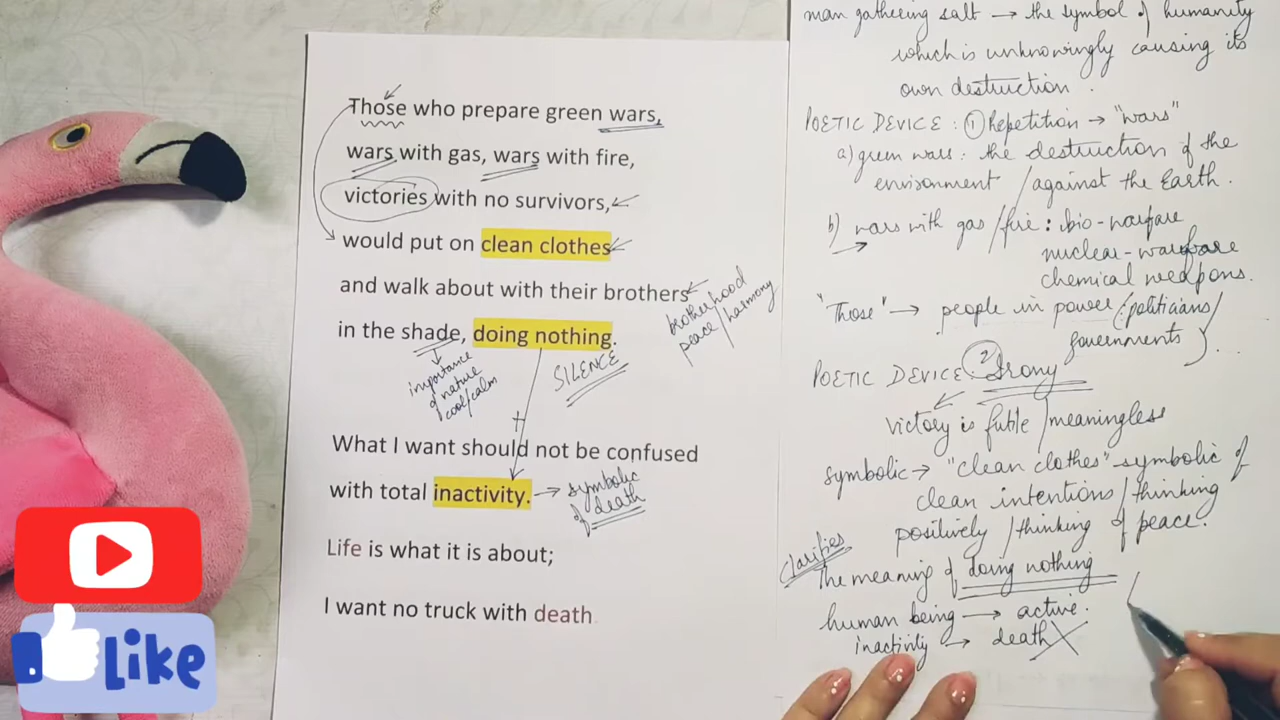 Those who prepare green wars,
wars with gas, wars with fire,
victories with no survivors,
would put on clean clothes
and walk about with their brothers
in the shade, doing nothing.
brotherhood
peace/harmony
importance
of nature
cool/calm
SILENCE
What I want should not be confused
with total inactivity.
symbolic
of death
Life is what it is about;
I want no truck with death.
man gathering salt → the symbol of humanity
which is unknowingly causing its
own destruction.
POETIC DEVICE: ① Repetition → "wars"
a) green wars: the destruction of the
environment / against the Earth.
b) wars with gas/fire: bio-warfare
nuclear-warfare
chemical weapons.
"Those" → people in power (politicians/
governments).
POETIC DEVICE: ② Irony
victory is futile/meaningless
symbolic → "clean clothes" symbolic of
clean intentions/thinking
positively/thinking of peace.
clarifies
the meaning of doing nothing
human being → active.
inactivity → death
Like